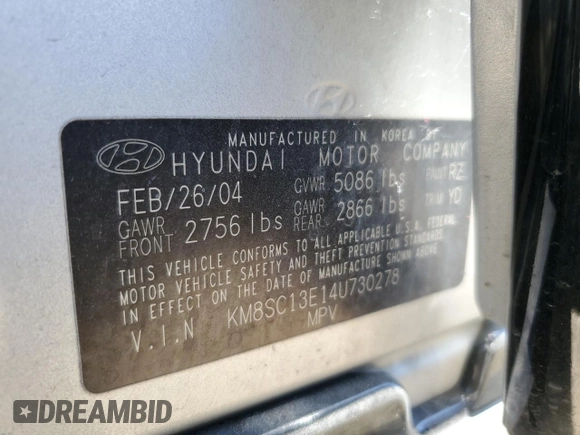 MANUFACTURED IN KOREA BY
HYUNDAI MOTOR COMPANY
FEB/26/04 GVWR 5086 lbs PAINT RZ
GAWR FRONT 2756 lbs GAWR REAR 2866 lbs TRIM YD
THIS VEHICLE CONFORMS TO ALL APPLICABLE U.S.A. FEDERAL
MOTOR VEHICLE SAFETY AND THEFT PREVENTION STANDARDS
IN EFFECT ON THE DATE OF MANUFACTURE SHOWN ABOVE.
V.I.N KM8SC13E14U730278
MPV
DREAMBID